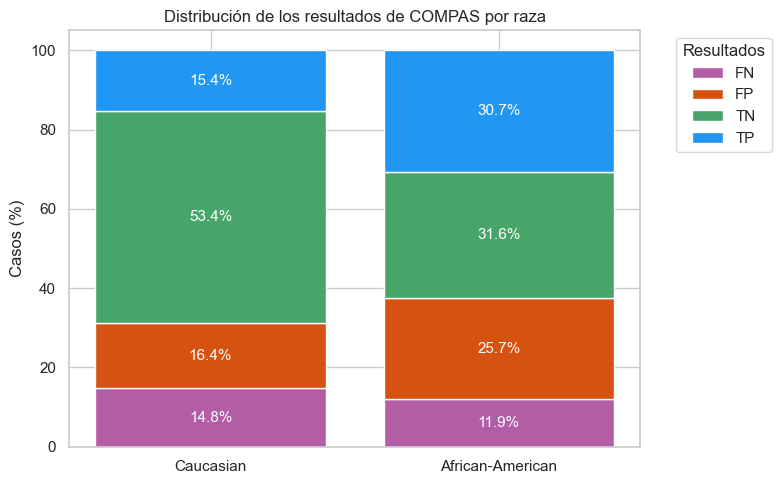 Distribución de los resultados de COMPAS por raza
Casos (%)
100
80
60
40
20
0
15.4%
53.4%
16.4%
14.8%
30.7%
31.6%
25.7%
11.9%
Caucasian
African-American
Resultados
FN
FP
TN
TP